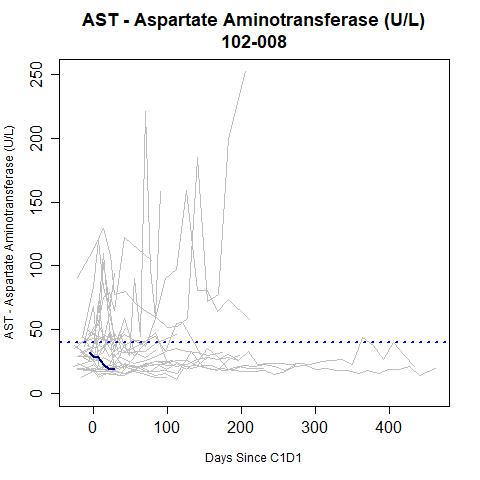 AST - Aspartate Aminotransferase (U/L)
102-008
AST - Aspartate Aminotransferase (U/L)
250
200
150
100
50
0
0 100 200 300 400
Days Since C1D1